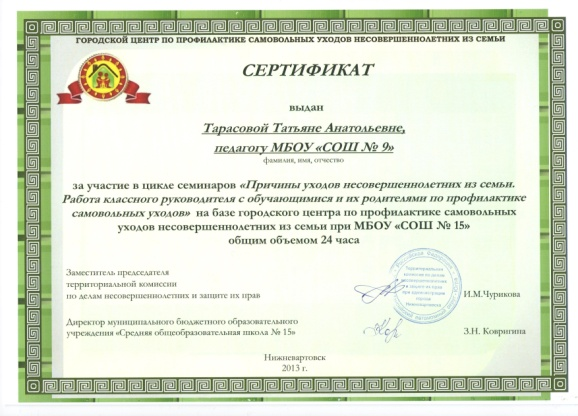 ГОРОДСКОЙ ЦЕНТР ПО ПРОФИЛАКТИКЕ САМОВОЛЬНЫХ УХОДОВ НЕСОВЕРШЕННОЛЕТНИХ ИЗ СЕМЬИ
СЕРТИФИКАТ
выдан
Тарасовой Татьяне Анатольевне,
педагогу МБОУ «СОШ № 9»
фамилия, имя, отчество
за участие в цикле семинаров «Причины уходов несовершеннолетних из семьи.
Работа классного руководителя с обучающимися и их родителями по профилактике
самовольных уходов» на базе городского центра по профилактике самовольных
уходов несовершеннолетних из семьи при МБОУ «СОШ № 15»
общим объемом 24 часа
Заместитель председателя
территориальной комиссии
по делам несовершеннолетних и защите их прав
И.М.Чурикова
Директор муниципального бюджетного образовательного
учреждения «Средняя общеобразовательная школа № 15»
З.Н. Ковригина
Нижневартовск
2013 г.